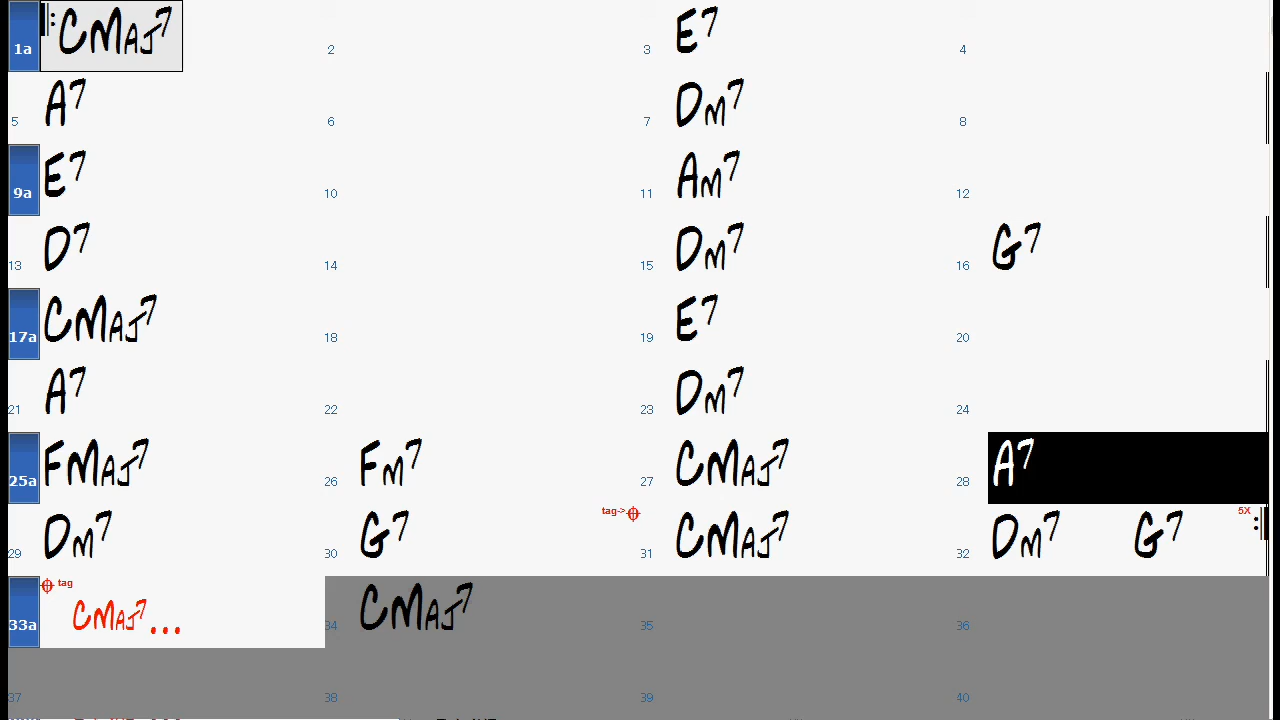 1a CMAJ7 2 3 E7 4
5 A7 6 7 Dm7 8
9a E7 10 11 Am7 12
13 D7 14 15 Dm7 16 G7
17a CMAJ7 18 19 E7 20
21 A7 22 23 Dm7 24
25a FMAJ7 26 Fm7 27 CMAJ7 28 A7
29 Dm7 30 G7 tag-> 31 CMAJ7 32 Dm7 G7 5X
33a tag CMAJ7... 34 CMAJ7 35 36
37 38 39 40